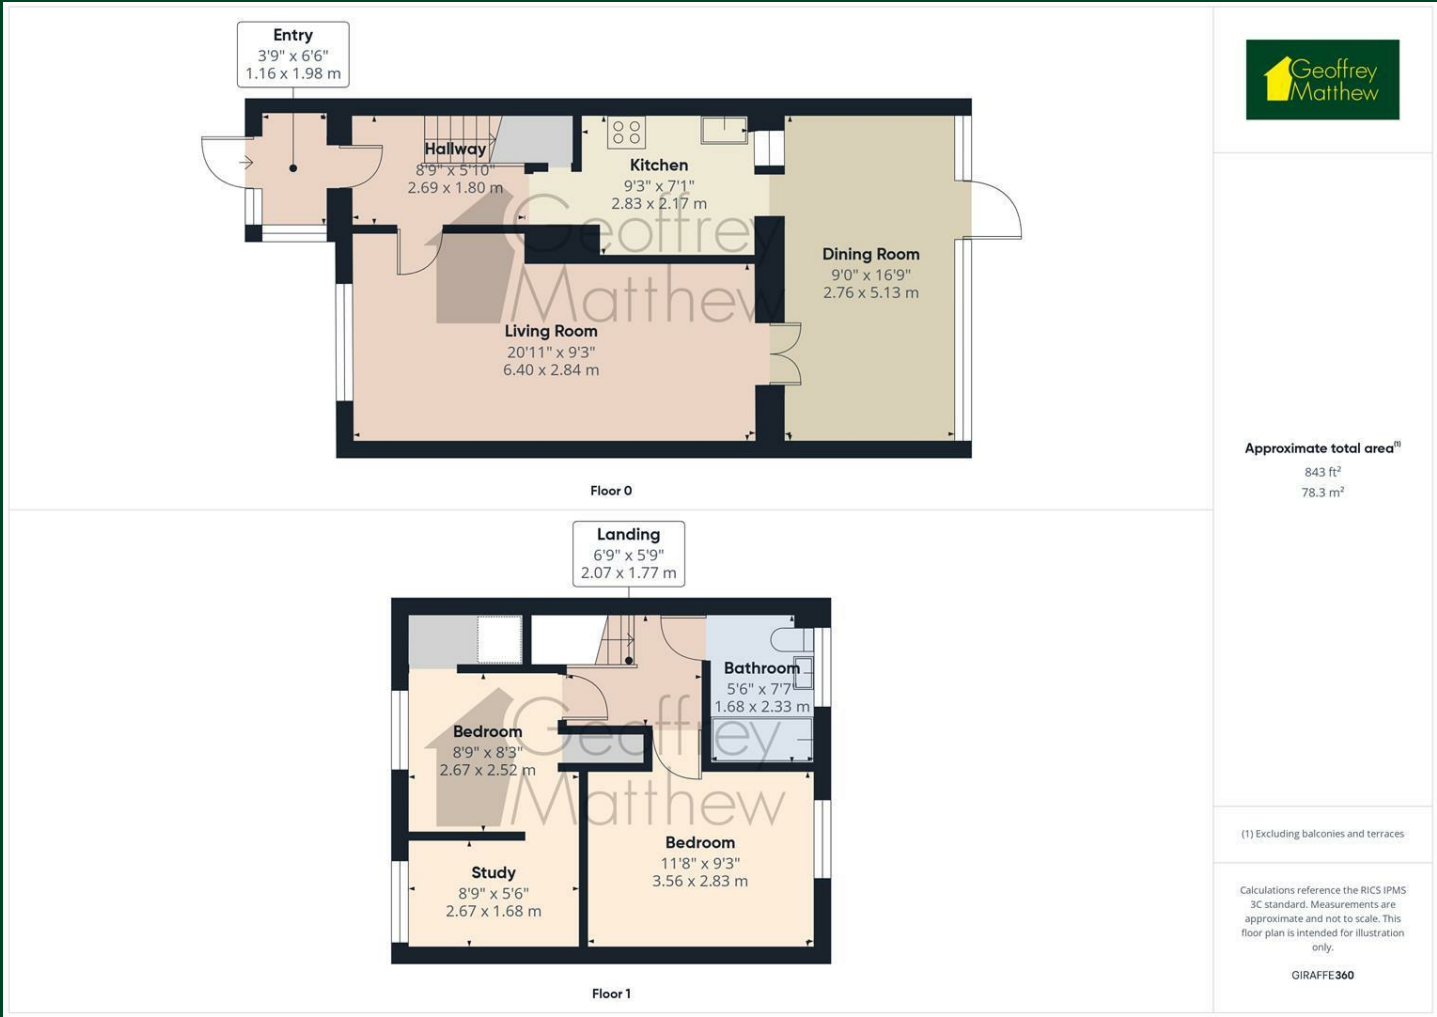 Entry
3'9" x 6'6"
1.16 x 1.98 m
Hallway
8'9" x 5'10"
2.69 x 1.80 m
Kitchen
9'3" x 7'1"
2.83 x 2.17 m
Dining Room
9'0" x 16'9"
2.76 x 5.13 m
Living Room
20'11" x 9'3"
6.40 x 2.84 m
Geoffrey
Matthew
Floor 0
Landing
6'9" x 5'9"
2.07 x 1.77 m
Bathroom
5'6" x 7'7"
1.68 x 2.33 m
Bedroom
8'9" x 8'3"
2.67 x 2.52 m
Bedroom
11'8" x 9'3"
3.56 x 2.83 m
Study
8'9" x 5'6"
2.67 x 1.68 m
Geoffrey
Matthew
Floor 1
Geoffrey
Matthew
Approximate total area(1)
843 ft²
78.3 m²
(1) Excluding balconies and terraces
Calculations reference the RICS IPMS
3C standard. Measurements are
approximate and not to scale. This
floor plan is intended for illustration
only.
GIRAFFE360